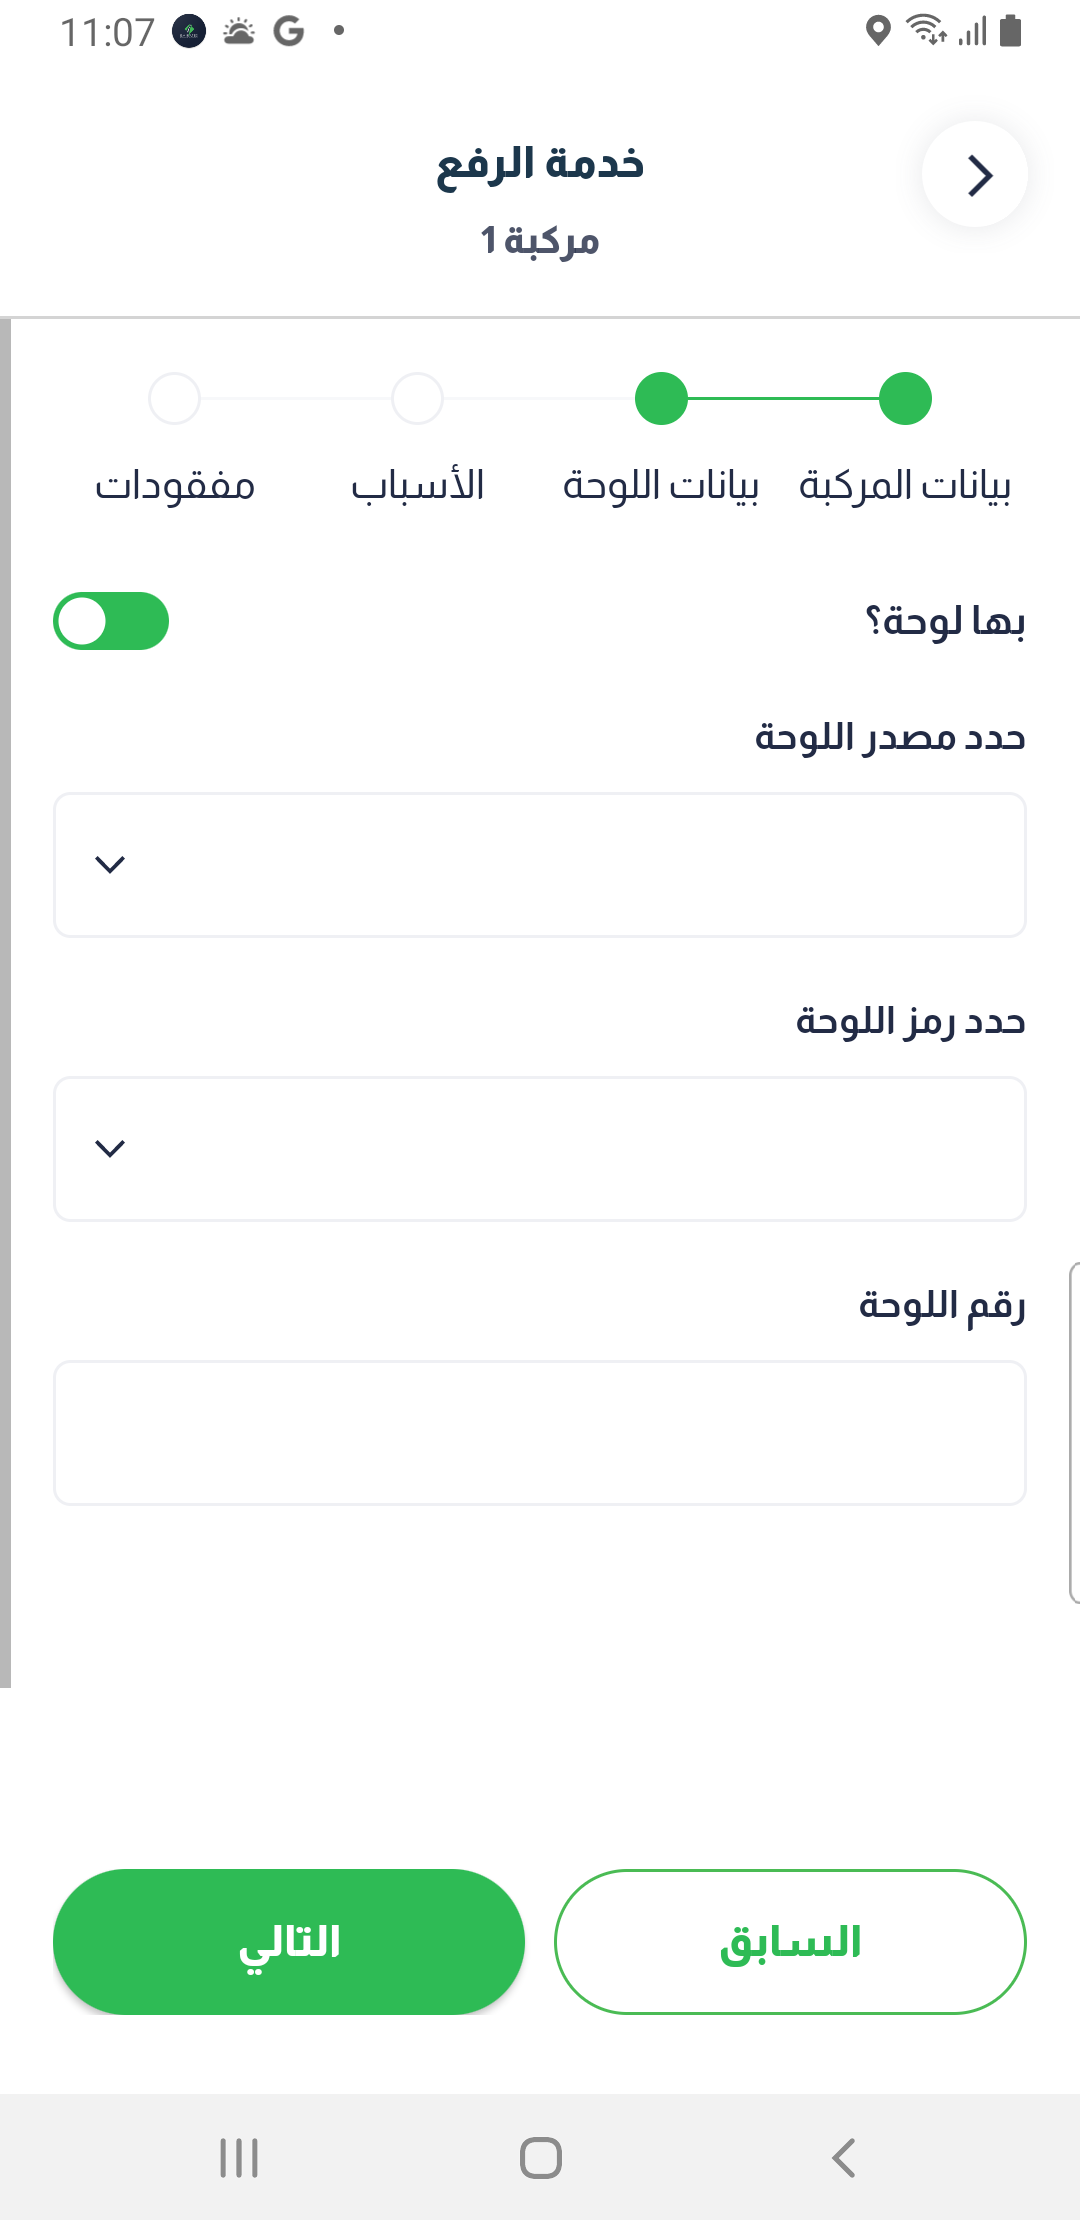 11:07
خدمة الرفع
مركبة 1
بيانات المركبة
بيانات اللوحة
الأسباب
مفقودات
بها لوحة؟
حدد مصدر اللوحة
حدد رمز اللوحة
رقم اللوحة
السابق
التالي